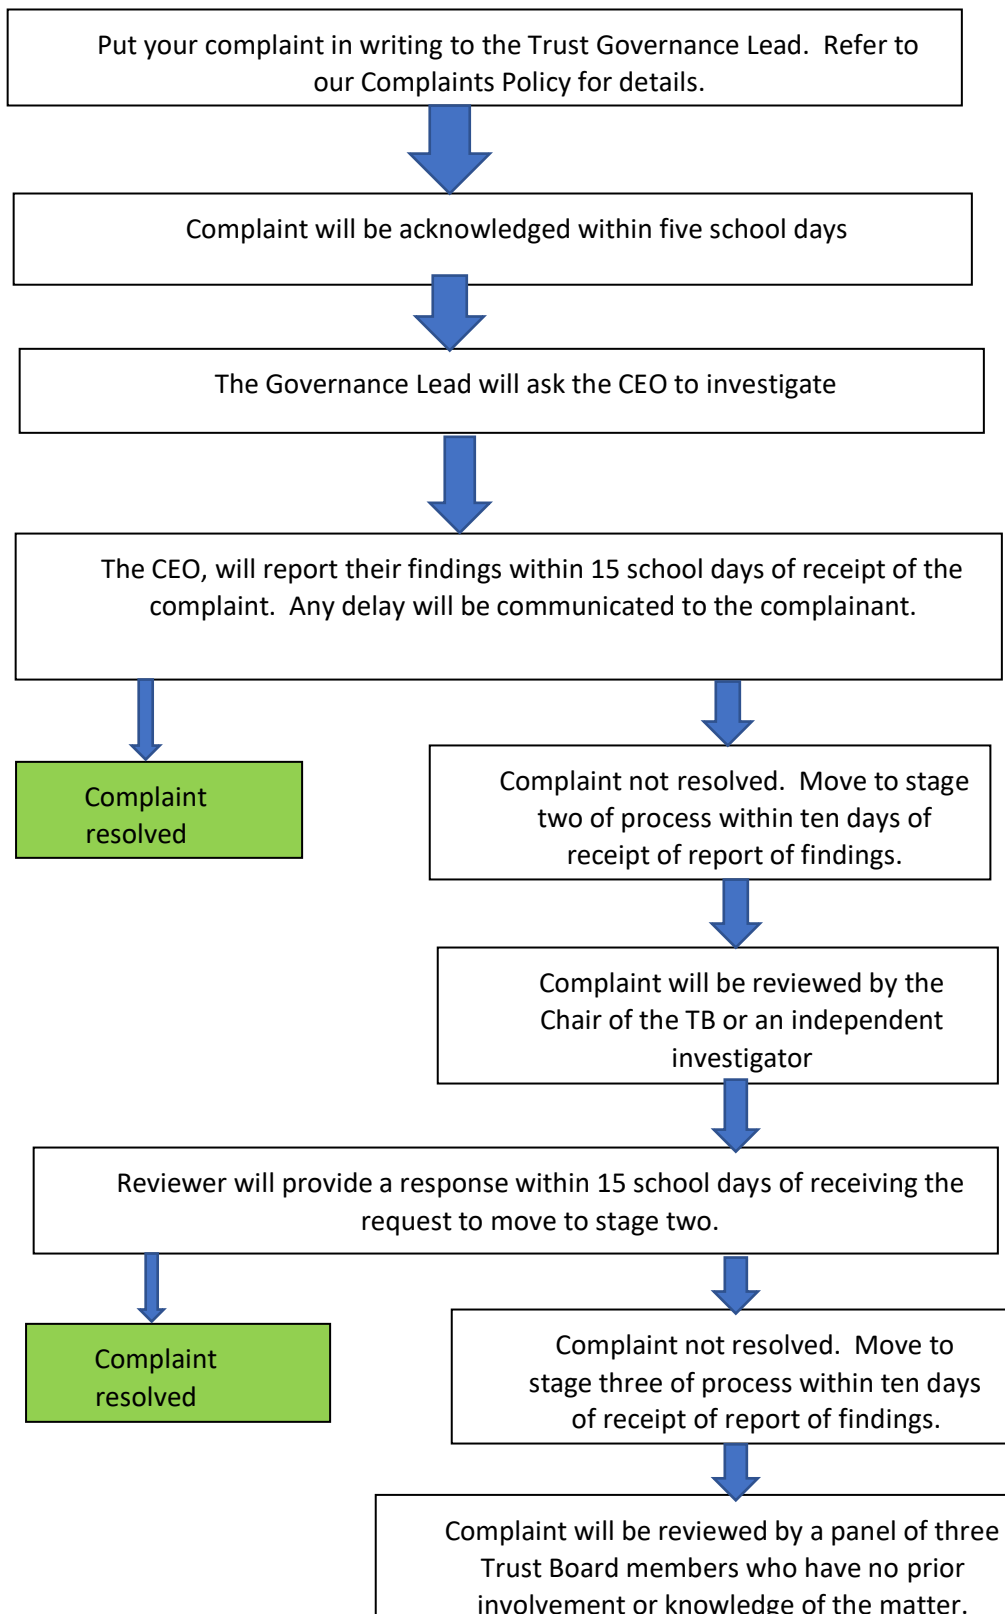 Put your complaint in writing to the Trust Governance Lead.  Refer to
our Complaints Policy for details.
Complaint will be acknowledged within five school days
The Governance Lead will ask the CEO to investigate
The CEO, will report their findings within 15 school days of receipt of the
complaint.  Any delay will be communicated to the complainant.
Complaint
resolved
Complaint not resolved.  Move to stage
two of process within ten days of
receipt of report of findings.
Complaint will be reviewed by the
Chair of the TB or an independent
investigator
Reviewer will provide a response within 15 school days of receiving the
request to move to stage two.
Complaint
resolved
Complaint not resolved.  Move to
stage three of process within ten days
of receipt of report of findings.
Complaint will be reviewed by a panel of three
Trust Board members who have no prior
involvement or knowledge of the matter.